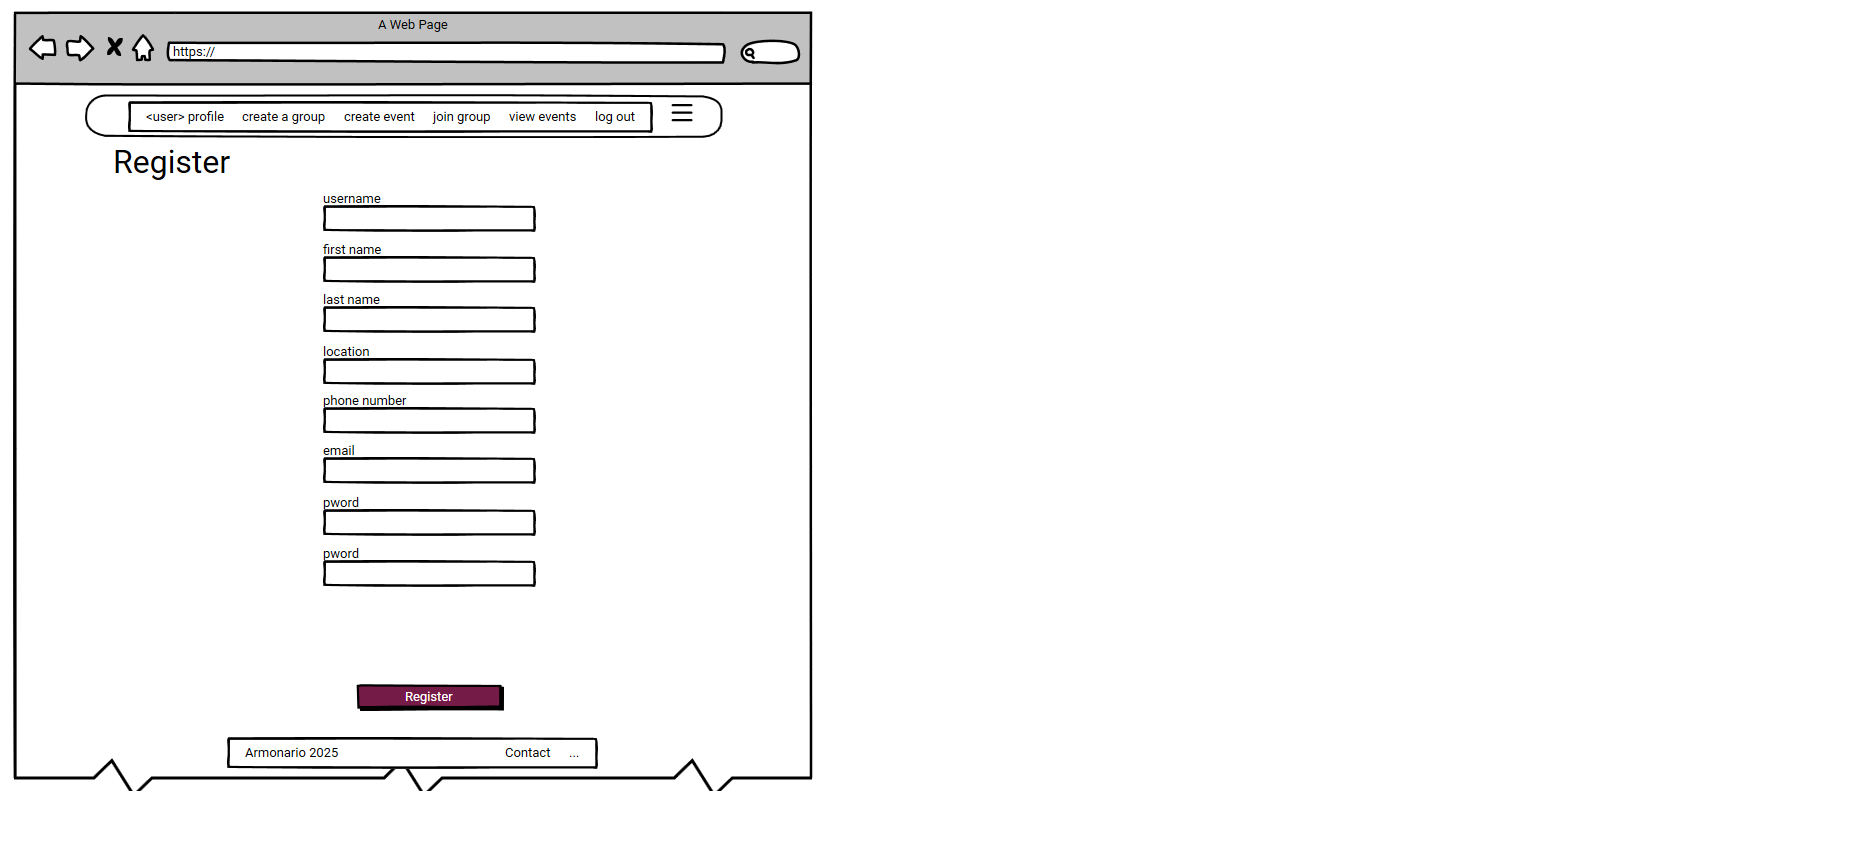 A Web Page
https://
<user> profile create a group create event join group view events log out
Register
username
first name
last name
location
phone number
email
pword
pword
Register
Armonario 2025 Contact ...